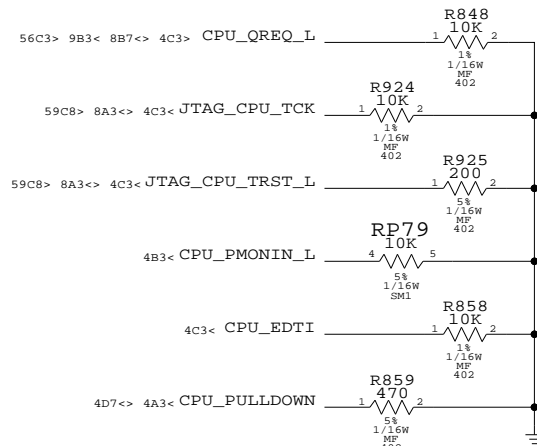 R848
10K
56C3> 9B3< 8B7<> 4C3> CPU_QREQ_L 1 2
1%
1/16W
MF
402
R924
10K
59C8> 8A3<> 4C3< JTAG_CPU_TCK 1 2
1%
1/16W
MF
402
R925
200
59C8> 8A3<> 4C3< JTAG_CPU_TRST_L 1 2
5%
1/16W
MF
402
RP79
10K
4B3< CPU_PMONIN_L 4 5
5%
1/16W
SM1
R858
10K
4C3< CPU_EDTI 1 2
1%
1/16W
MF
402
R859
470
4D7<> 4A3< CPU_PULLDOWN 1 2
5%
1/16W
MF